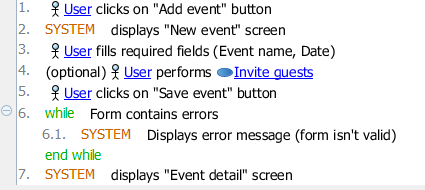 1. User clicks on "Add event" button
2. SYSTEM displays "New event" screen
3. User fills required fields (Event name, Date)
4. (optional) User performs Invite guests
5. User clicks on "Save event" button
6. while Form contains errors
6.1. SYSTEM Displays error message (form isn't valid)
end while
7. SYSTEM displays "Event detail" screen